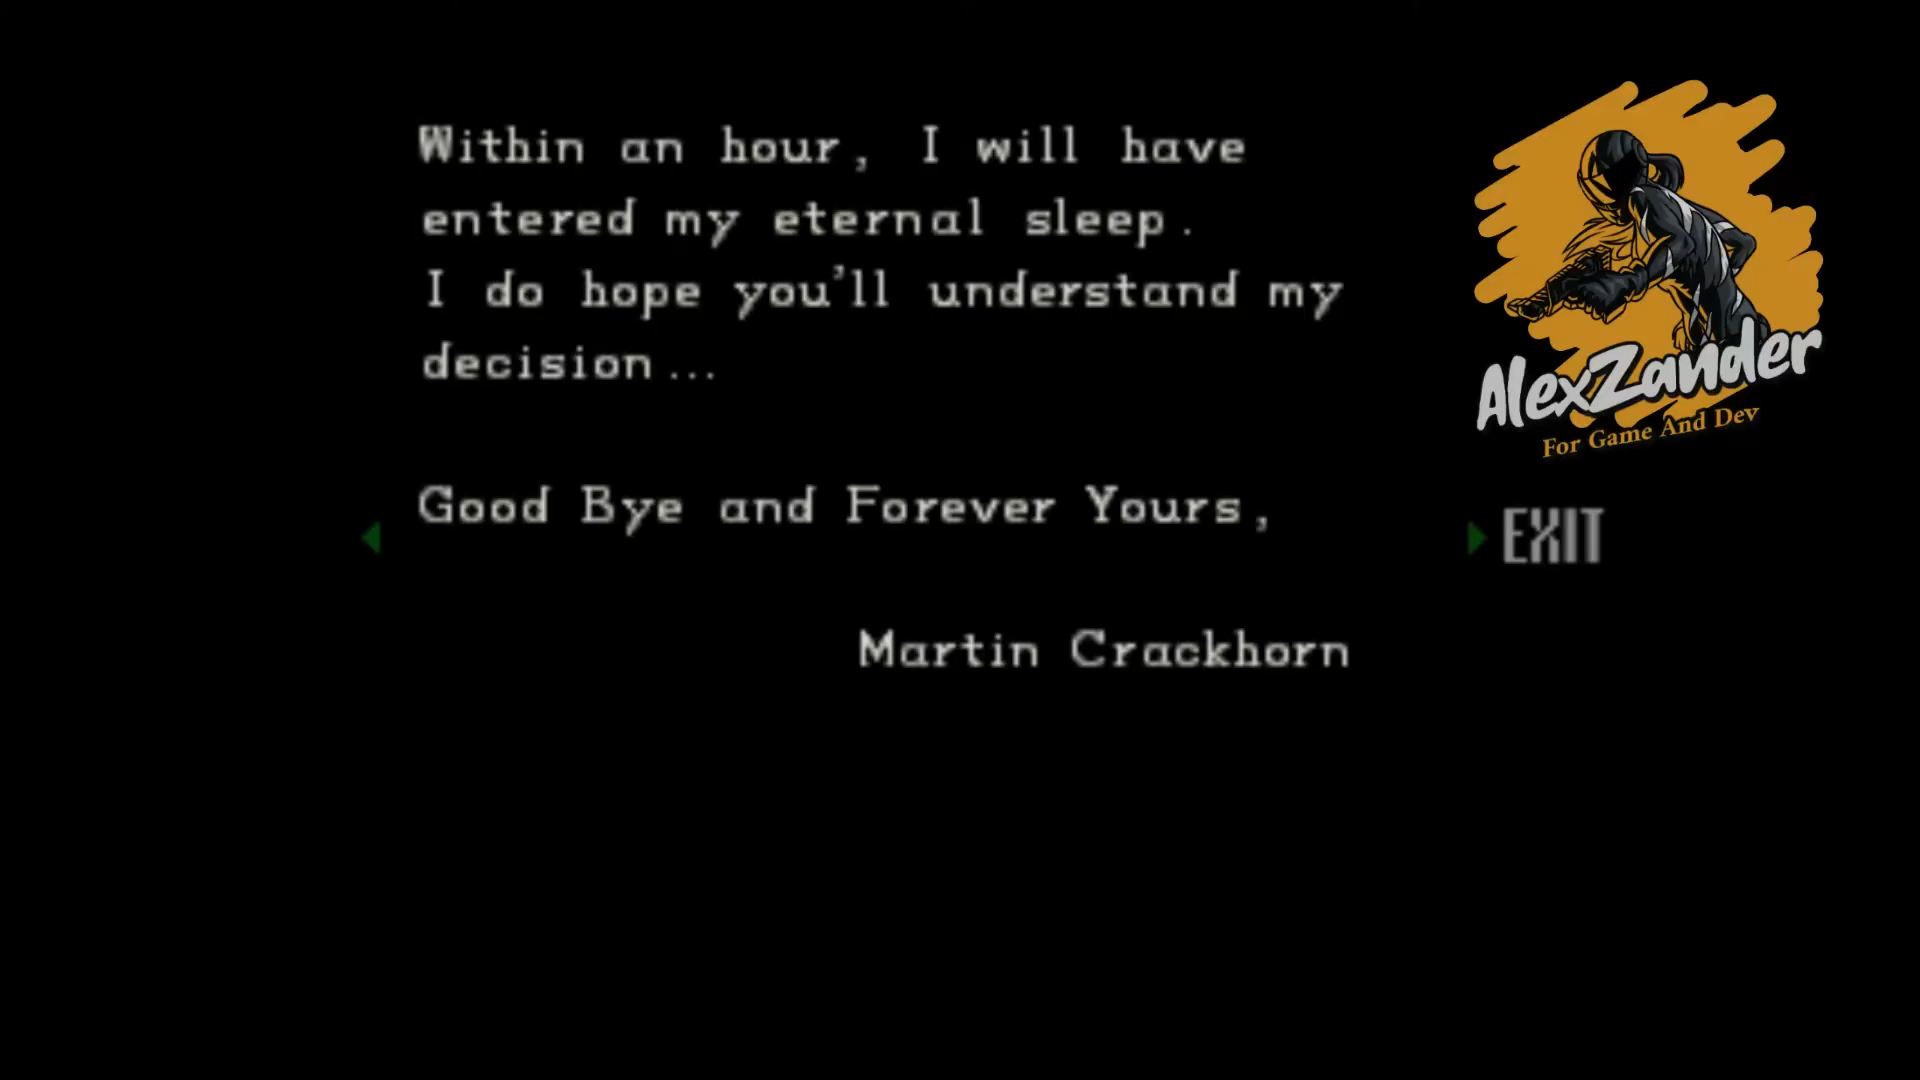 Within an hour, I will have
entered my eternal sleep.
I do hope you'll understand my
decision...
Good Bye and Forever Yours,
Martin Crackhorn
AlexZander
For Game And Dev
EXIT